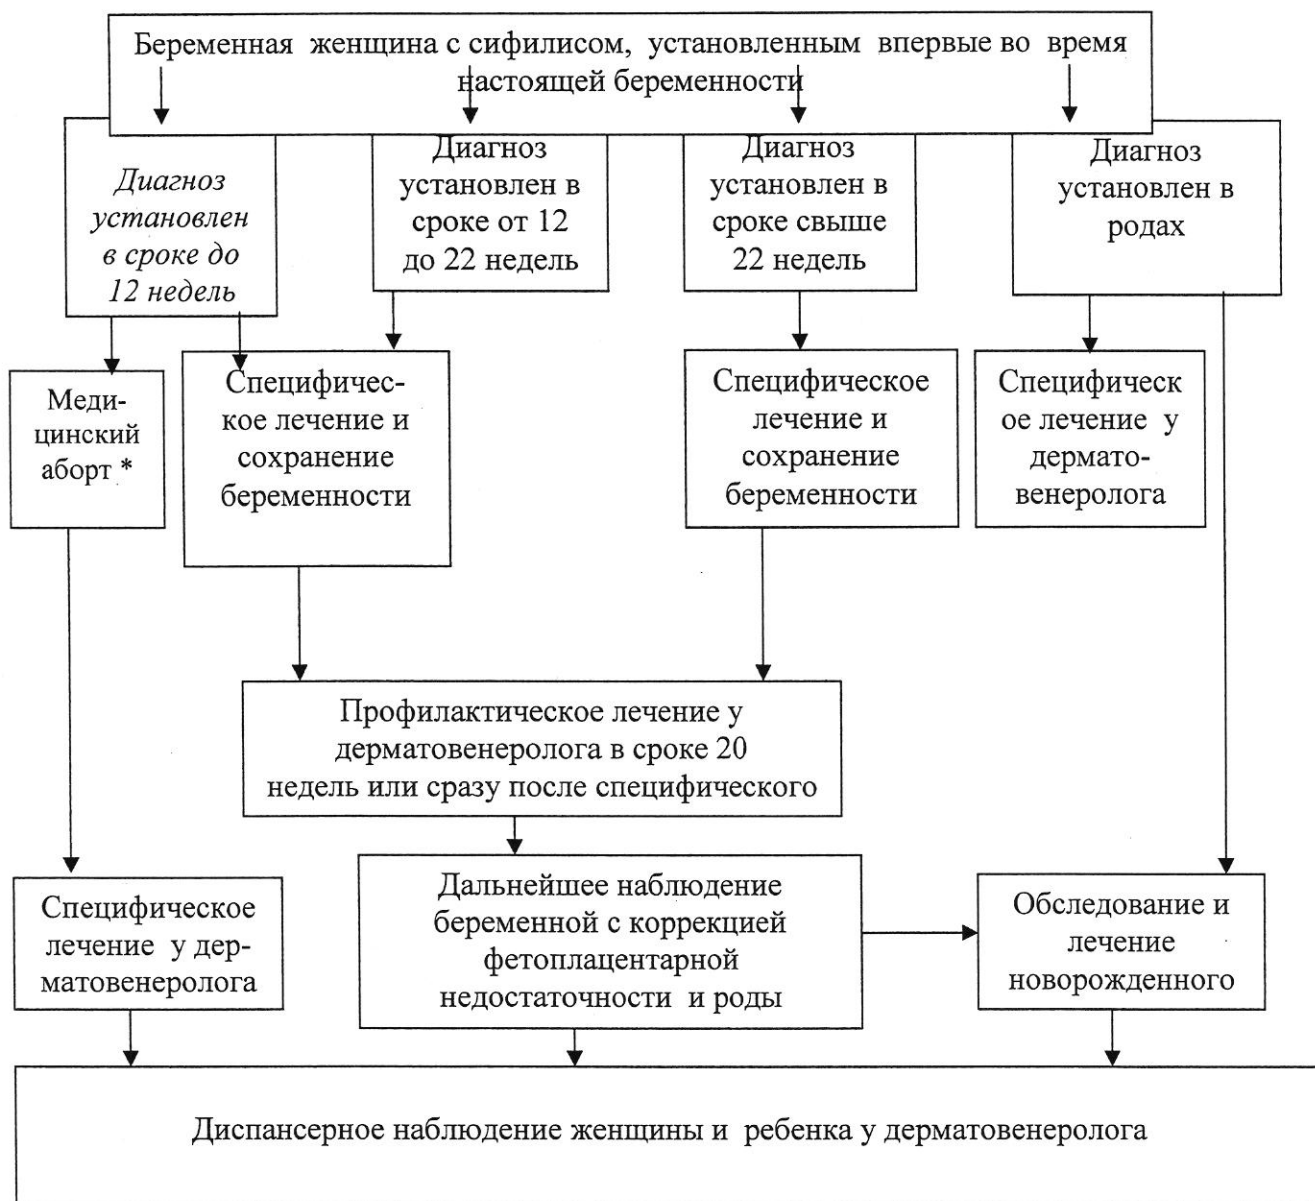 Беременная женщина с сифилисом, установленным впервые во время
настоящей беременности
Диагноз
установлен
в сроке до
12 недель
Диагноз
установлен в
сроке от 12
до 22 недель
Диагноз
установлен в
сроке свыше
22 недель
Диагноз
установлен в
родах
Меди-
цинский
аборт *
Специфичес-
кое лечение и
сохранение
беременности
Специфическое
лечение и
сохранение
беременности
Специфическ
ое лечение у
дермато-
венеролога
Профилактическое лечение у
дерматовенеролога в сроке 20
недель или сразу после специфического
Специфическое
лечение у дер-
матовенеролога
Дальнейшее наблюдение
беременной с коррекцией
фетоплацентарной
недостаточности и роды
Обследование и
лечение
новорожденного
Диспансерное наблюдение женщины и ребенка у дерматовенеролога